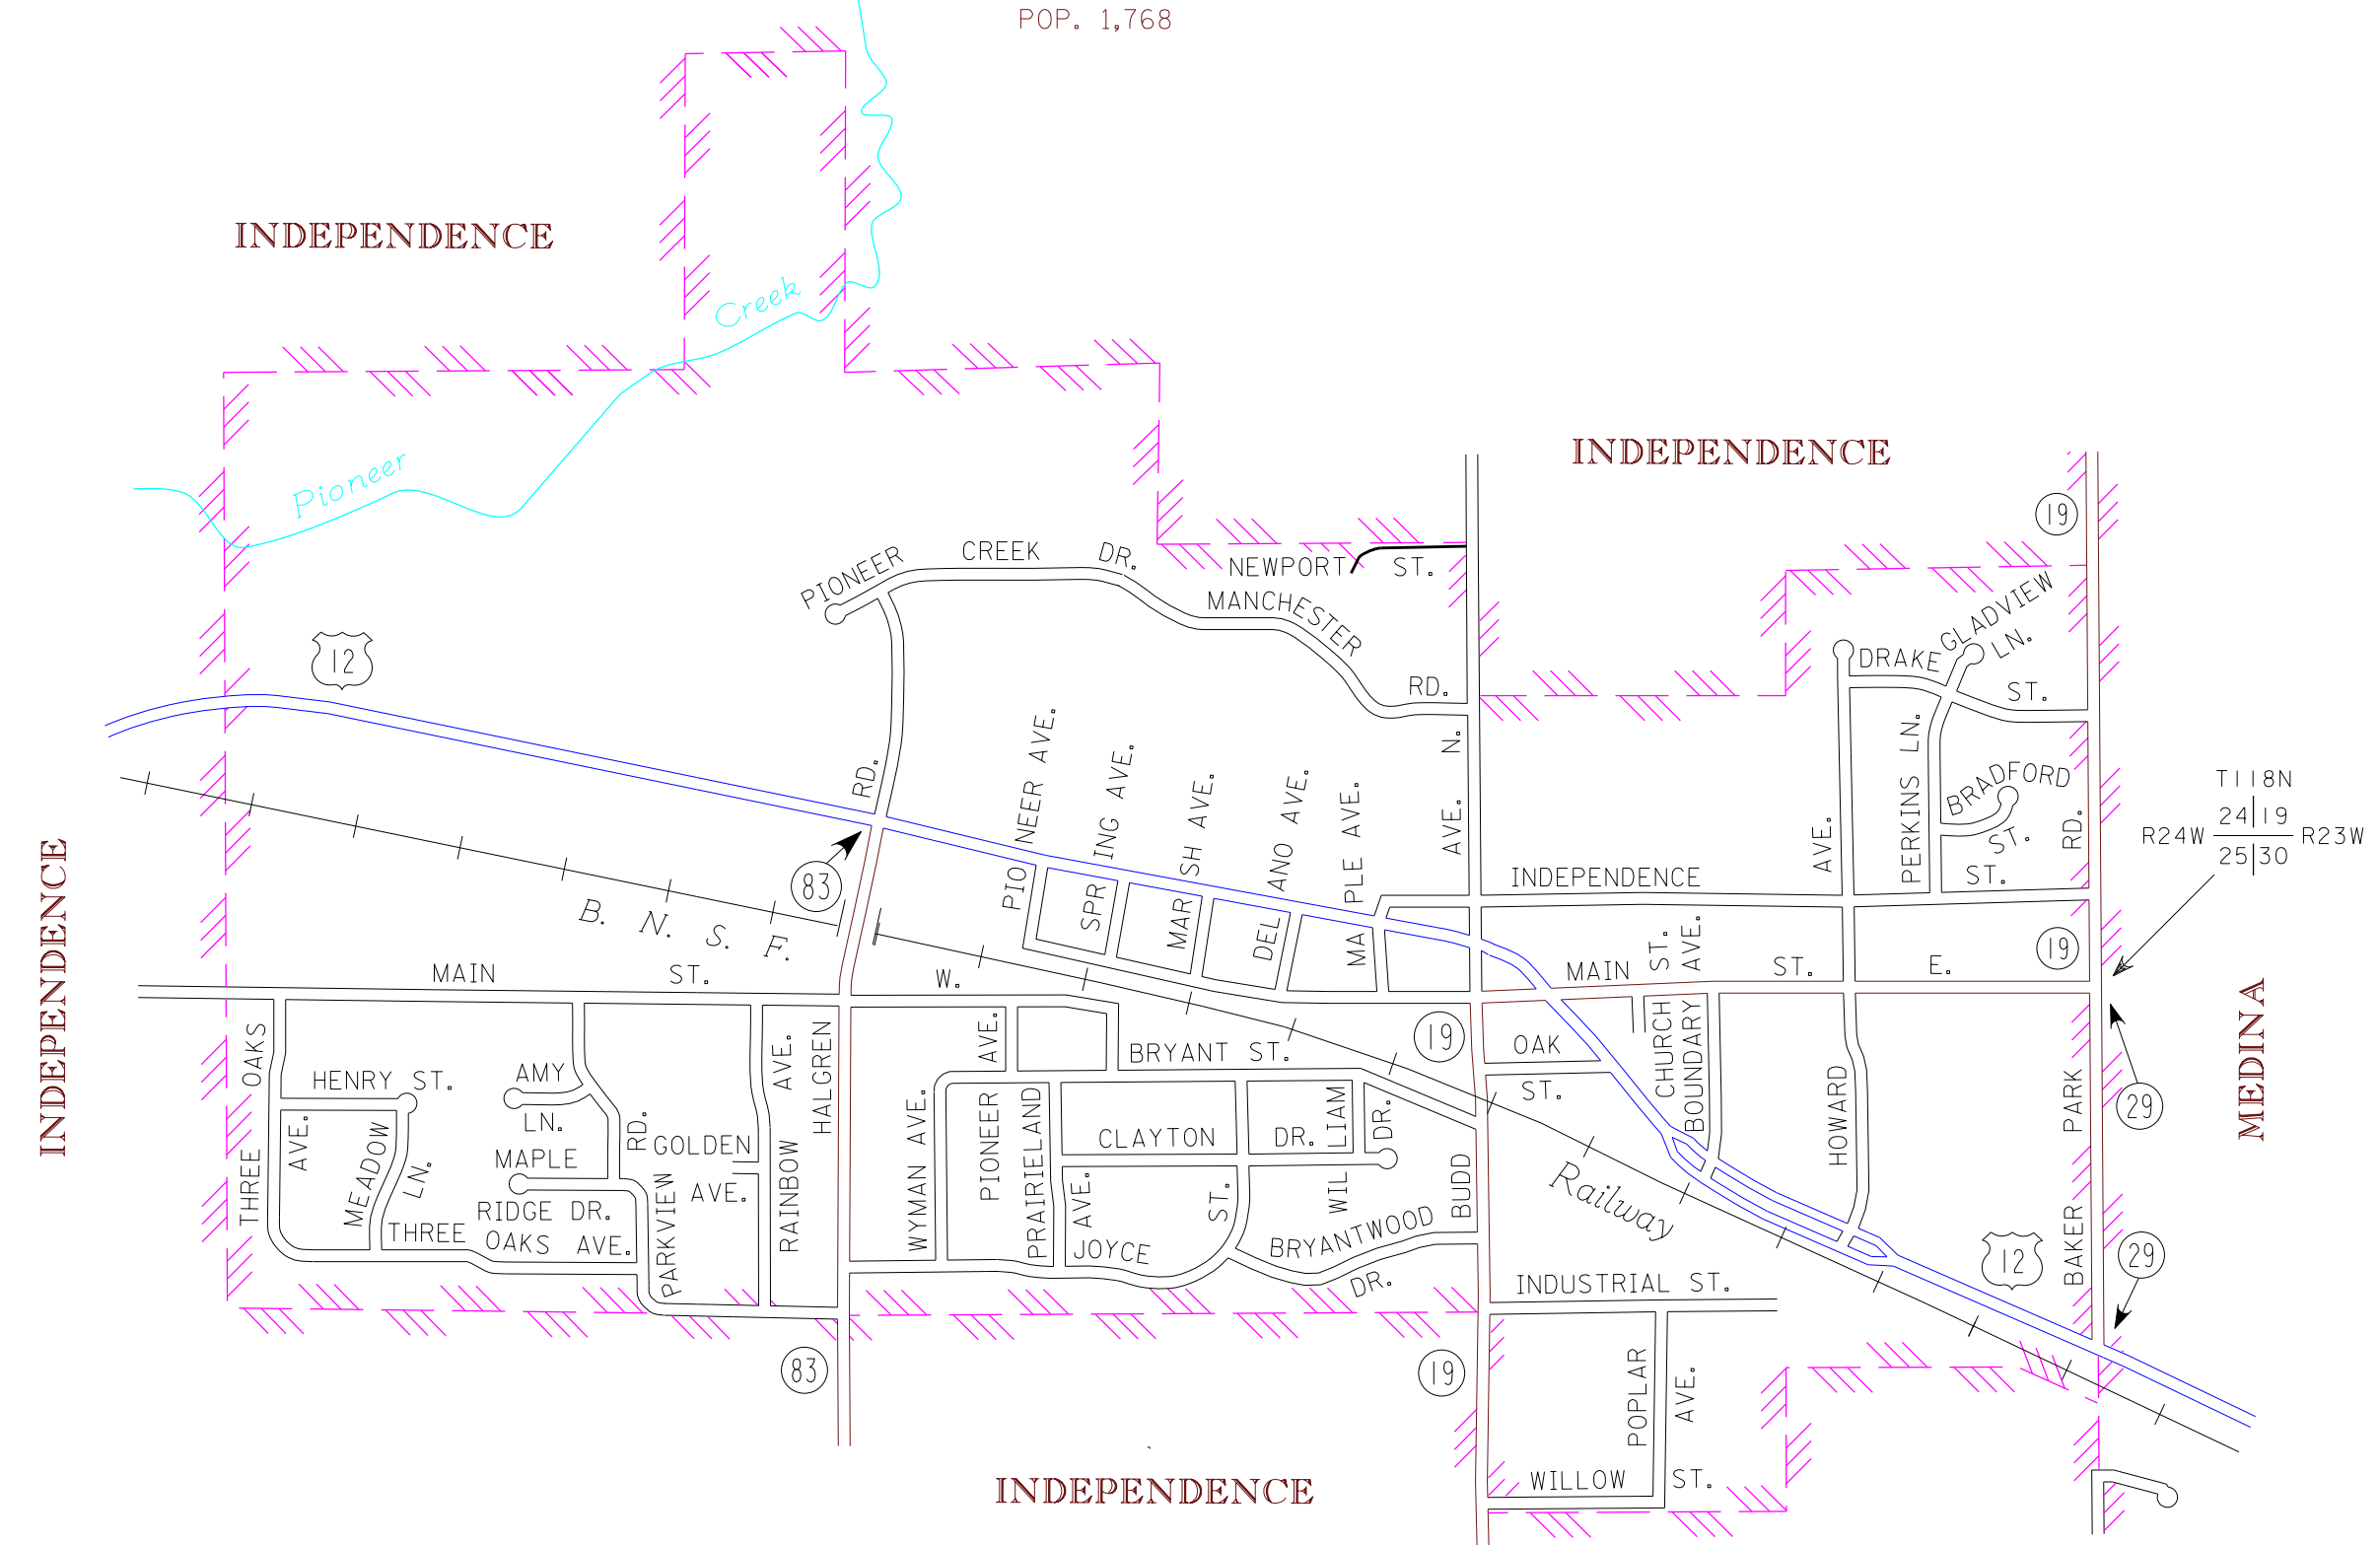 POP. 1,768
INDEPENDENCE
Creek
Pioneer
INDEPENDENCE
19
PIONEER CREEK DR.
NEWPORT ST.
MANCHESTER RD.
12
DRAKE ST.
GLADVIEW LN.
RD.
PIONEER AVE.
SPRING AVE.
MARSH AVE.
DELANO AVE.
MAPLE AVE.
AVE. N.
PERKINS LN.
BRADFORD ST.
AVE.
RD.
T118N
24|19
R24W R23W
25|30
83
INDEPENDENCE ST.
B. N. S. F.
INDEPENDENCE
MAIN ST. W.
MAIN ST. E.
19
CHURCH ST.
BOUNDARY AVE.
MEDINA
THREE OAKS
HENRY ST.
AMY LN.
AVE.
HALGREN
AVE.
BRYANT ST.
19
OAK ST.
HOWARD
PARK
29
THREE AVE.
MEADOW LN.
MAPLE
RIDGE DR.
THREE
OAKS AVE.
RD.
PARKVIEW
GOLDEN AVE.
RAINBOW
WYMAN AVE.
PIONEER
PRAIRIELAND AVE.
CLAYTON DR.
WILLIAM DR.
JOYCE ST.
BRYANTWOOD DR.
BUDD
Railway
12
BAKER
29
INDUSTRIAL ST.
83
19
POPLAR AVE.
WILLOW ST.
INDEPENDENCE